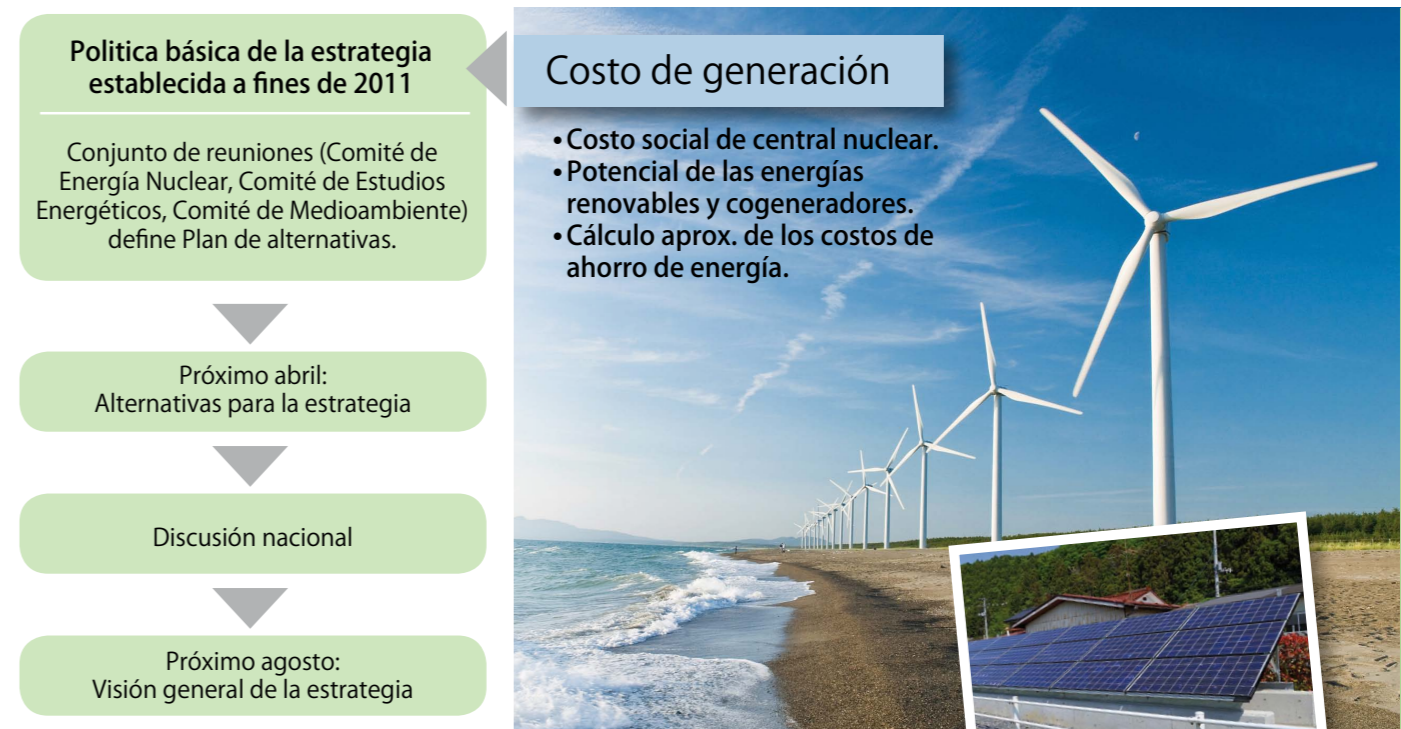 Politica básica de la estrategia
establecida a fines de 2011
Conjunto de reuniones (Comité de
Energía Nuclear, Comité de Estudios
Energéticos, Comité de Medioambiente)
define Plan de alternativas.
Próximo abril:
Alternativas para la estrategia
Discusión nacional
Próximo agosto:
Visión general de la estrategia
Costo de generación
• Costo social de central nuclear.
• Potencial de las energías
renovables y cogeneradores.
• Cálculo aprox. de los costos de
ahorro de energía.